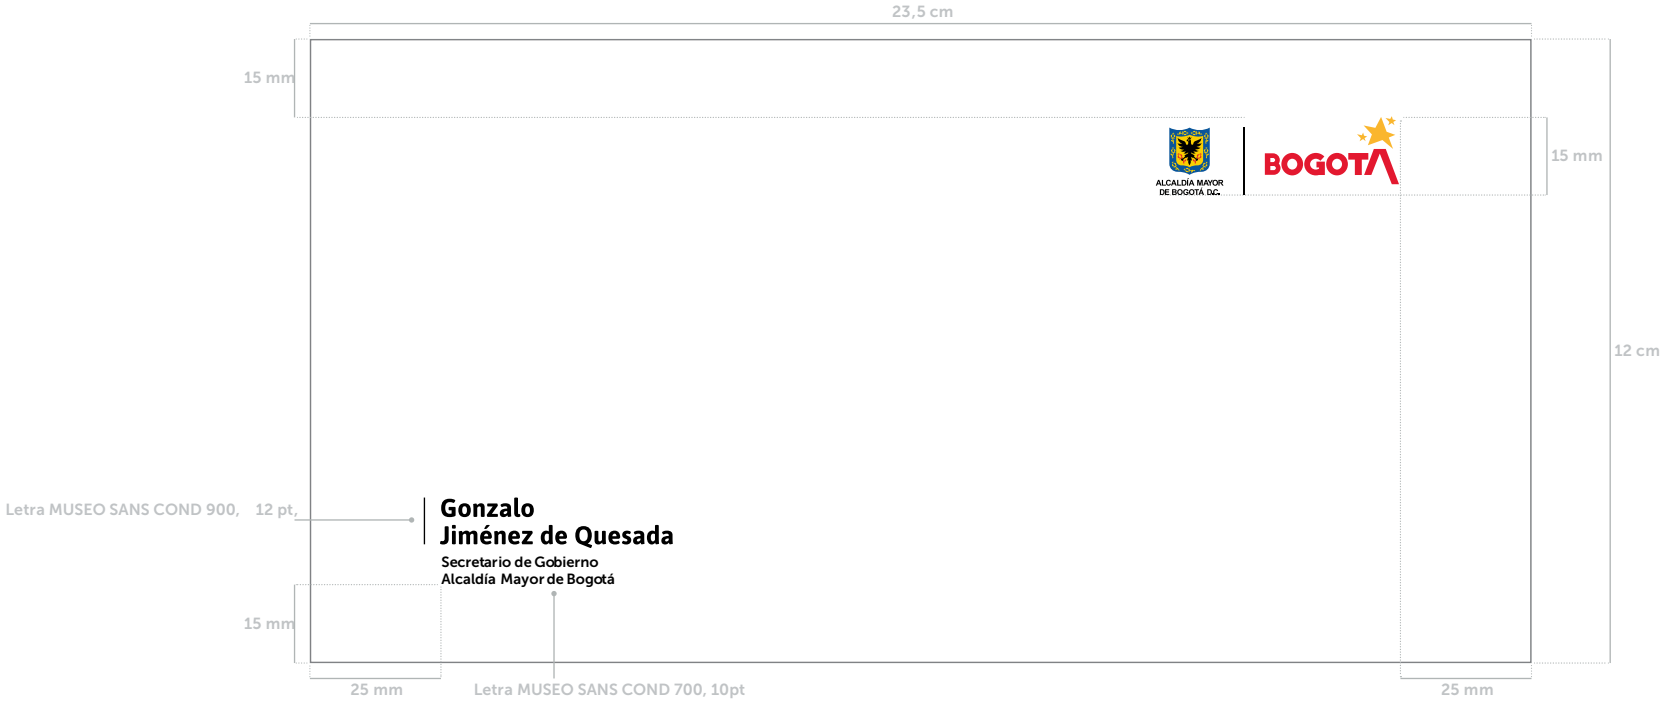 23,5 cm
15 mm
ALCALDÍA MAYOR
DE BOGOTÁ D.C.
BOGOTÁ
15 mm
12 cm
Letra MUSEO SANS COND 900, 12 pt,
Gonzalo
Jiménez de Quesada
Secretario de Gobierno
Alcaldía Mayor de Bogotá
15 mm
25 mm
Letra MUSEO SANS COND 700, 10pt
25 mm